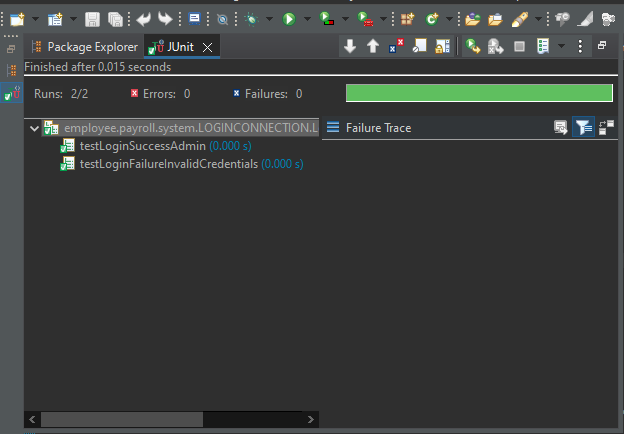 Package Explorer JUnit
Finished after 0.015 seconds
Runs: 2/2 Errors: 0 Failures: 0
employee.payroll.system.LOGINCONNECTION.L Failure Trace
testLoginSuccessAdmin (0.000 s)
testLoginFailureInvalidCredentials (0.000 s)